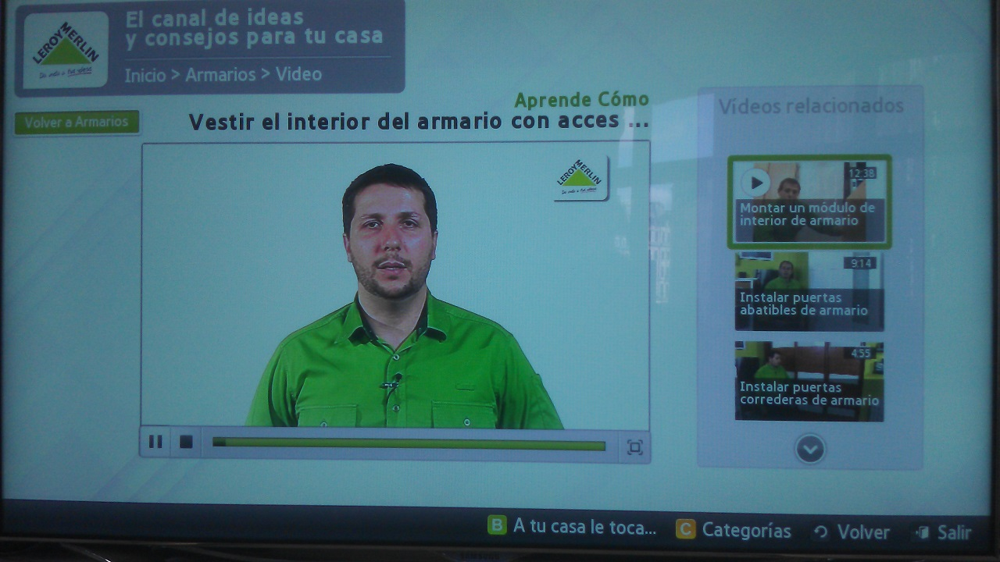 LEROY MERLIN
El canal de ideas
y consejos para tu casa
Inicio > Armarios > Video
Volver a Armarios
Aprende Cómo
Vestir el interior del armario con acces ...
LEROY MERLIN
Vídeos relacionados
12:38
Montar un módulo de
interior de armario
9:14
Instalar puertas
abatibles de armario
4:55
Instalar puertas
correderas de armario
B A tu casa le toca...
C Categorías
Volver
Salir
SAMSUNG